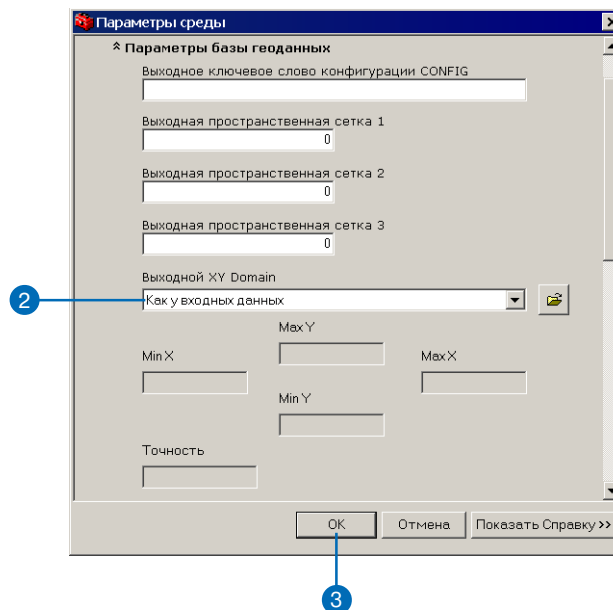 Параметры среды
Параметры базы геоданных
Выходное ключевое слово конфигурации CONFIG
Выходная пространственная сетка 1
0
Выходная пространственная сетка 2
0
Выходная пространственная сетка 3
0
Выходной XY Domain
2
Как у входных данных
Max Y
Min X
Max X
Min Y
Точность
OK
Отмена
Показать Справку >>
3